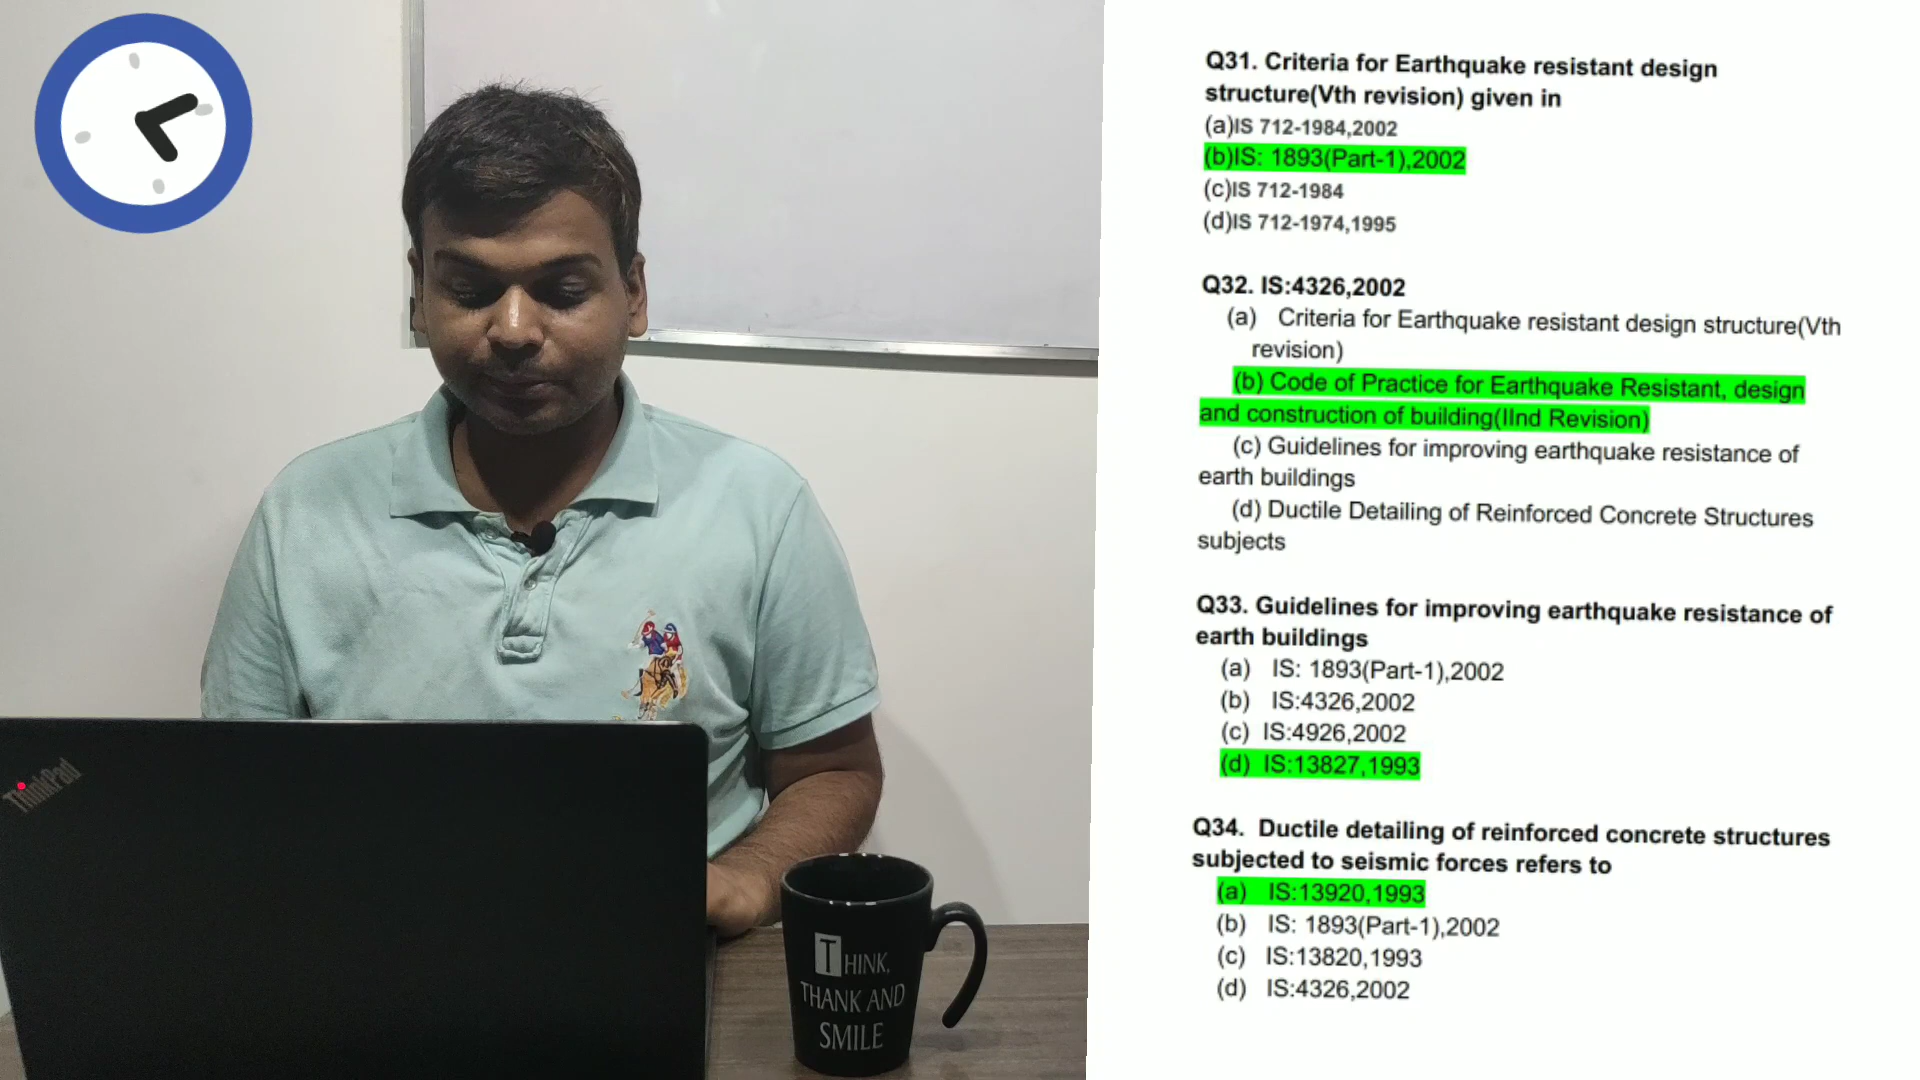 Q31. Criteria for Earthquake resistant design
structure(Vth revision) given in
(a)IS 712-1984,2002
(b)IS: 1893(Part-1),2002
(c)IS 712-1984
(d)IS 712-1974,1995
Q32. IS:4326,2002
(a) Criteria for Earthquake resistant design structure(Vth
revision)
(b) Code of Practice for Earthquake Resistant, design
and construction of building(IInd Revision)
(c) Guidelines for improving earthquake resistance of
earth buildings
(d) Ductile Detailing of Reinforced Concrete Structures
subjects
Q33. Guidelines for improving earthquake resistance of
earth buildings
(a) IS: 1893(Part-1),2002
(b) IS:4326,2002
(c) IS:4926,2002
(d) IS:13827,1993
Q34. Ductile detailing of reinforced concrete structures
subjected to seismic forces refers to
(a) IS:13920,1993
(b) IS: 1893(Part-1),2002
(c) IS:13820,1993
(d) IS:4326,2002
ThinkPad
THINK,
THANK AND
SMILE